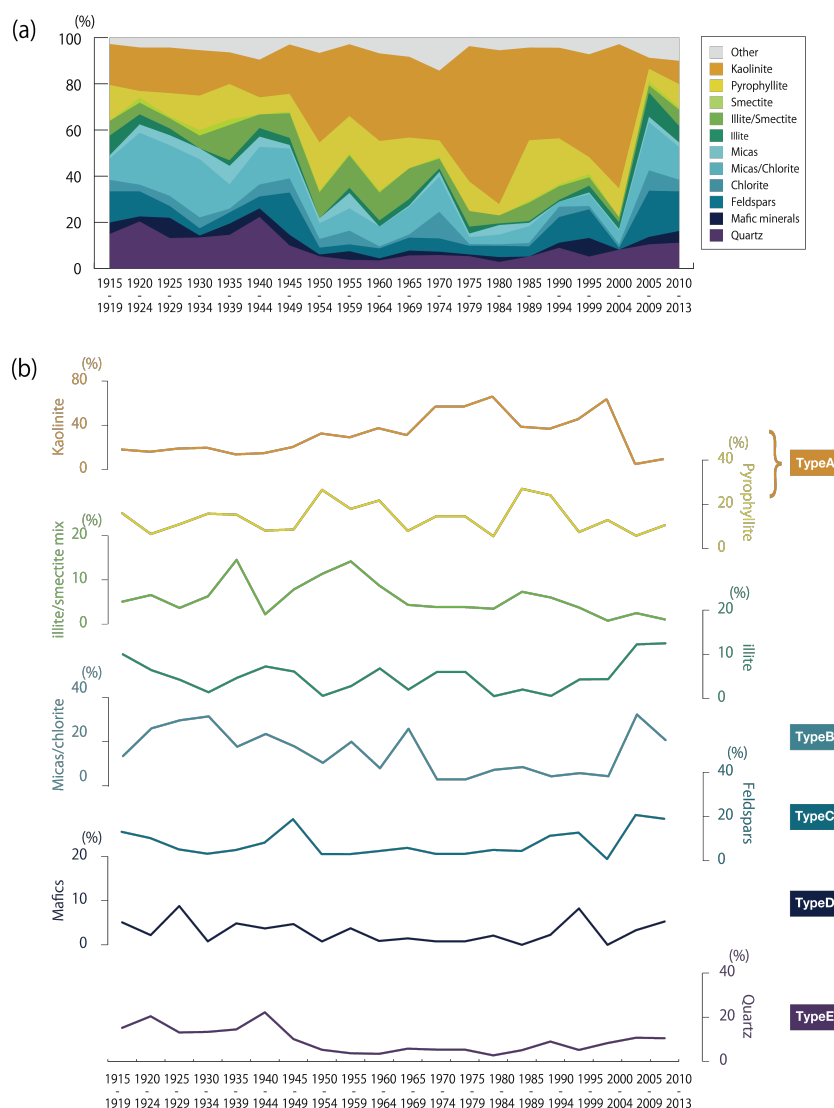 (a)
(%)
100
80
60
40
20
0
Other
Kaolinite
Pyrophyllite
Smectite
Illite/Smectite
Illite
Micas
Micas/Chlorite
Chlorite
Feldspars
Mafic minerals
Quartz
1915 1920 1925 1930 1935 1940 1945 1950 1955 1960 1965 1970 1975 1980 1985 1990 1995 2000 2005 2010
- - - - - - - - - - - - - - - - - - - -
1919 1924 1929 1934 1939 1944 1949 1954 1959 1964 1969 1974 1979 1984 1989 1994 1999 2004 2009 2013
(b)
(%)
80
40
0
Kaolinite
(%)
40
20
0
Pyrophyllite
TypeA
(%)
20
10
0
illite/smectite mix
(%)
20
10
0
illite
(%)
40
20
0
Micas/chlorite
TypeB
(%)
40
20
0
Feldspars
TypeC
(%)
20
10
0
Mafics
TypeD
(%)
40
20
0
Quartz
TypeE
1915 1920 1925 1930 1935 1940 1945 1950 1955 1960 1965 1970 1975 1980 1985 1990 1995 2000 2005 2010
- - - - - - - - - - - - - - - - - - - -
1919 1924 1929 1934 1939 1944 1949 1954 1959 1964 1969 1974 1979 1984 1989 1994 1999 2004 2009 2013